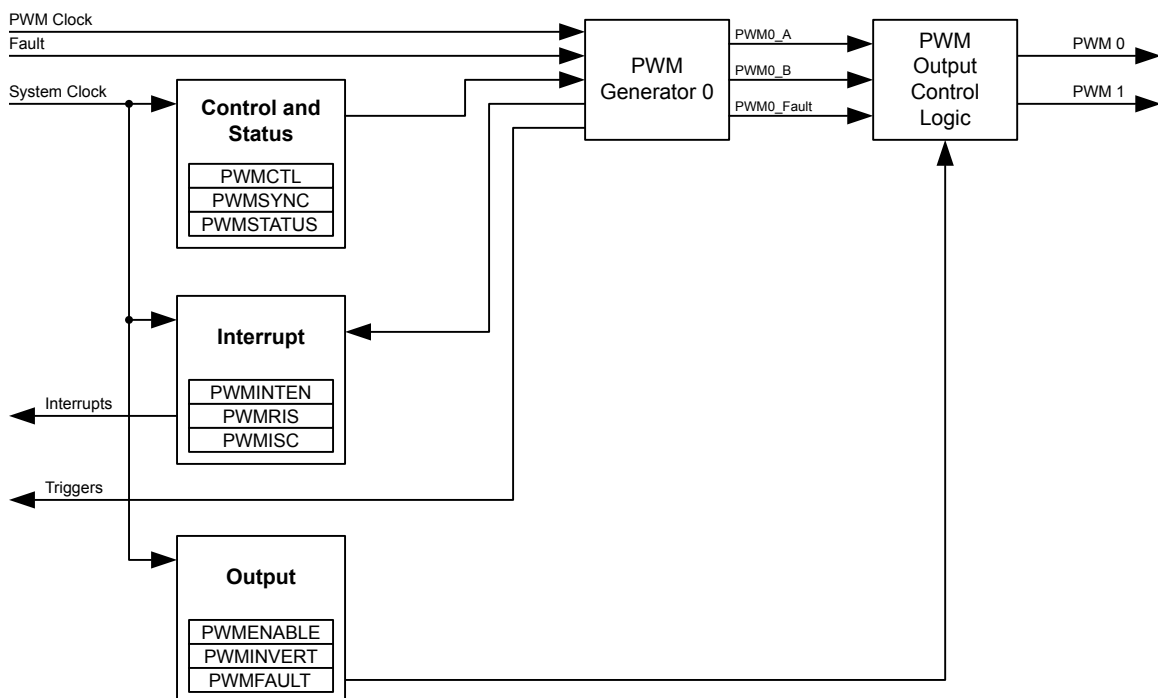 PWM Clock
Fault
System Clock
Control and
Status
PWMCTL
PWMSYNC
PWMSTATUS
Interrupt
PWMINTEN
PWMRIS
PWMISC
Interrupts
Triggers
Output
PWMENABLE
PWMINVERT
PWMFAULT
PWM
Generator 0
PWM0_A
PWM0_B
PWM0_Fault
PWM
Output
Control
Logic
PWM 0
PWM 1